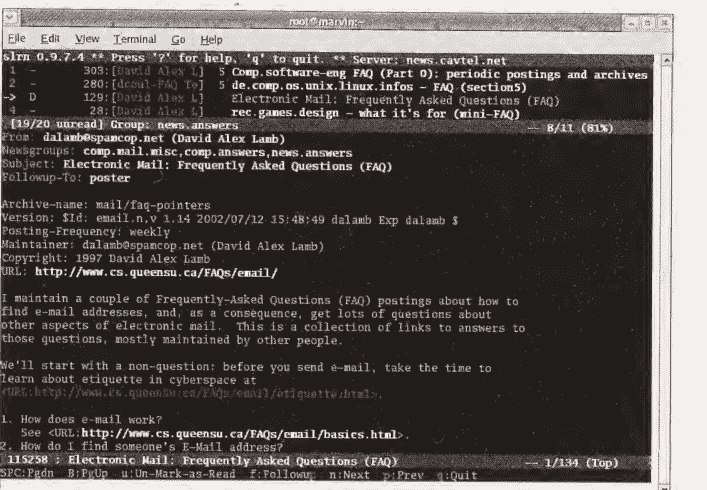 root@marvin:~
File Edit View Terminal Go Help
slrn 0.9.7.4 ** Press '?' for help, 'q' to quit. ** Server: news.cavtel.net
1 - 303:[David Alex L] 5 Comp.software-eng FAQ (Part 0): periodic postings and archives
2 - 280:[dcoul-FAQ Te] 5 de.comp.os.unix.linux.infos - FAQ (section5)
-> D 129:[David Alex L] Electronic Mail: Frequently Asked Questions (FAQ)
4 - 28:[David Alex L] rec.games.design - what it's for (mini-FAQ)
[19/20 unread] Group: news.answers -- 8/11 (81%)
From: dalamb@spamcop.net (David Alex Lamb)
Newsgroups: comp.mail.misc,comp.answers,news.answers
Subject: Electronic Mail: Frequently Asked Questions (FAQ)
Followup-To: poster
Archive-name: mail/faq-pointers
Version: $Id: email.n,v 1.14 2002/07/12 15:48:49 dalamb Exp dalamb $
Posting-Frequency: weekly
Maintainer: dalamb@spamcop.net (David Alex Lamb)
Copyright: 1997 David Alex Lamb
URL: http://www.cs.queensu.ca/FAQs/email/
I maintain a couple of Frequently-Asked Questions (FAQ) postings about how to
find e-mail addresses, and, as a consequence, get lots of questions about
other aspects of electronic mail. This is a collection of links to answers to
those questions, mostly maintained by other people.
We'll start with a non-question: before you send e-mail, take the time to
learn about etiquette in cyberspace at
<URL:http://www.cs.queensu.ca/FAQs/email/etiquette.html>.
1. How does e-mail work?
See <URL:http://www.cs.queensu.ca/FAQs/email/basics.html>.
2. How do I find someone's E-Mail address?
115258 : Electronic Mail: Frequently Asked Questions (FAQ) -- 1/134 (Top)
SPC:Pgdn B:PgUp u:Un-Mark-as-Read f:Followup n:Next p:Prev q:Quit